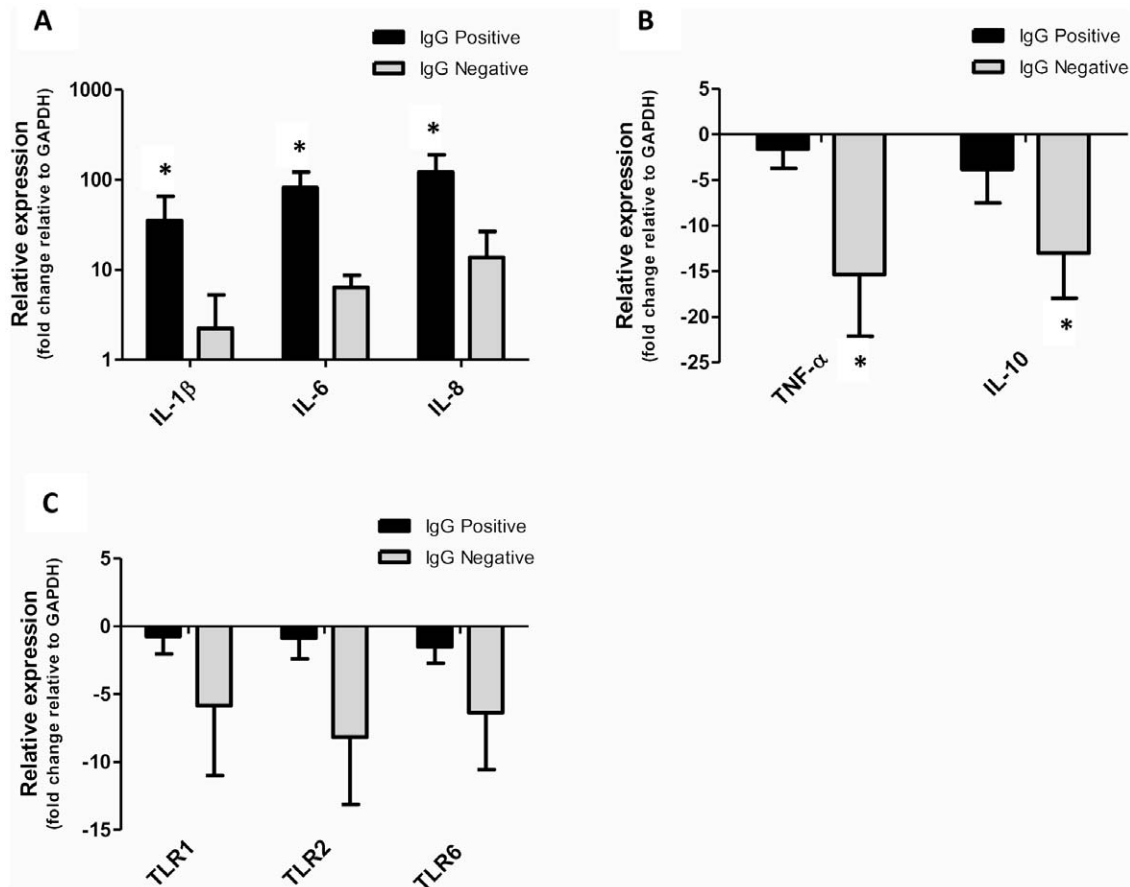 A
IgG Positive
IgG Negative
Relative expression
(fold change relative to GAPDH)
1000
100
10
1
*
*
*
IL-1β
IL-6
IL-8
B
IgG Positive
IgG Negative
Relative expression
(fold change relative to GAPDH)
5
0
-5
-10
-15
-20
-25
*
*
TNF-α
IL-10
C
IgG Positive
IgG Negative
Relative expression
(fold change relative to GAPDH)
5
0
-5
-10
-15
TLR1
TLR2
TLR6